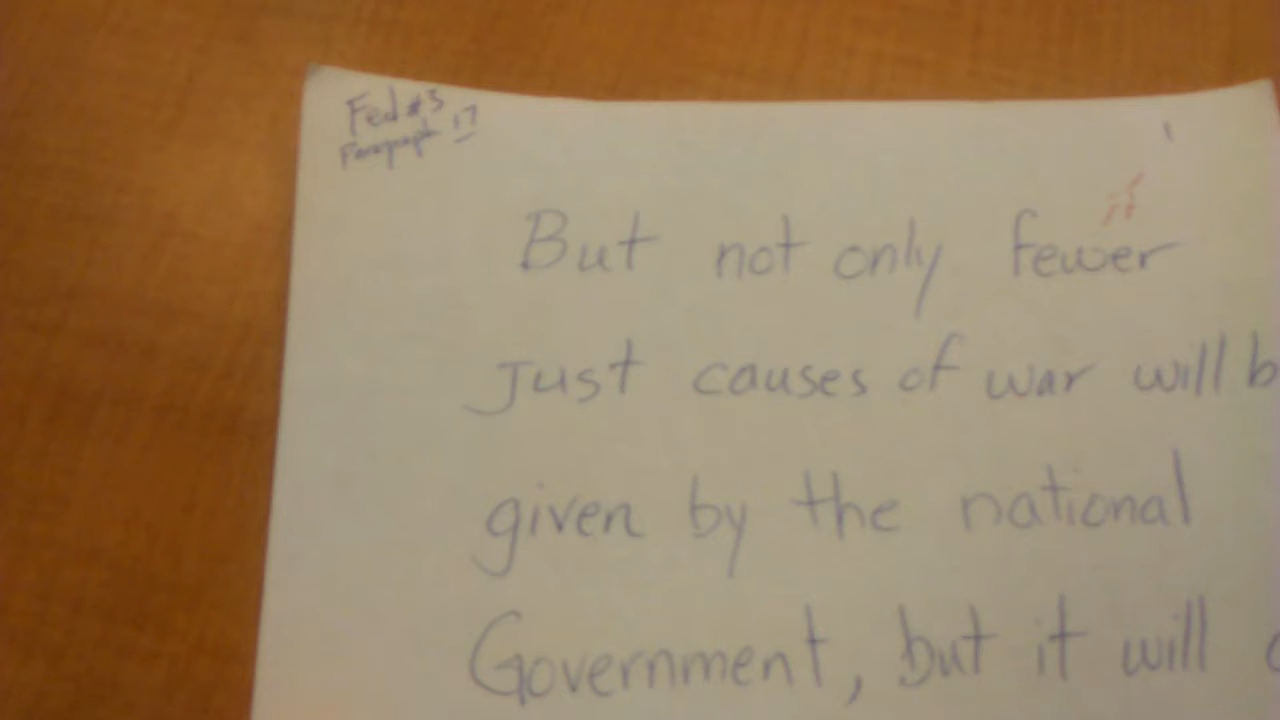 Fed #3
Paragraph 17
But not only fewer
Just causes of war will b
given by the national
Government, but it will